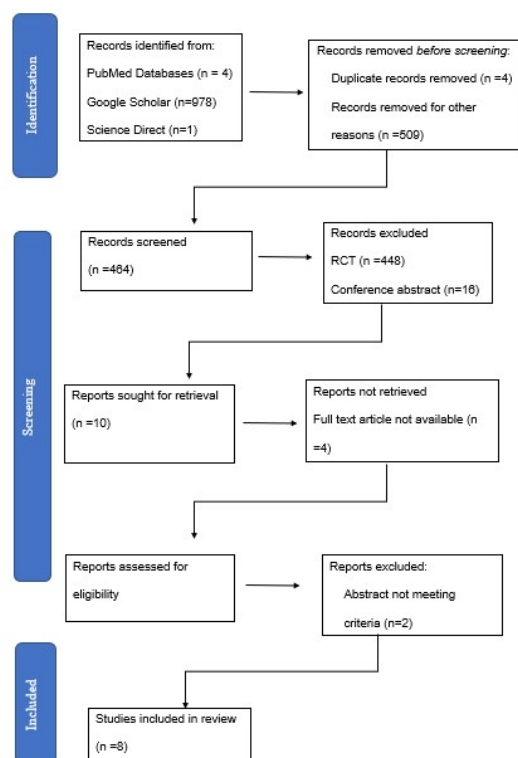 Identification
Records identified from:
PubMed Databases (n = 4)
Google Scholar (n=978)
Science Direct (n=1)
Records removed before screening:
Duplicate records removed (n =4)
Records removed for other
reasons (n =509)
Screening
Records screened
(n =464)
Records excluded
RCT (n =448)
Conference abstract (n=16)
Reports sought for retrieval
(n =10)
Reports not retrieved
Full text article not available (n
=4)
Reports assessed for
eligibility
Reports excluded:
Abstract not meeting
criteria (n=2)
Included
Studies included in review
(n =8)